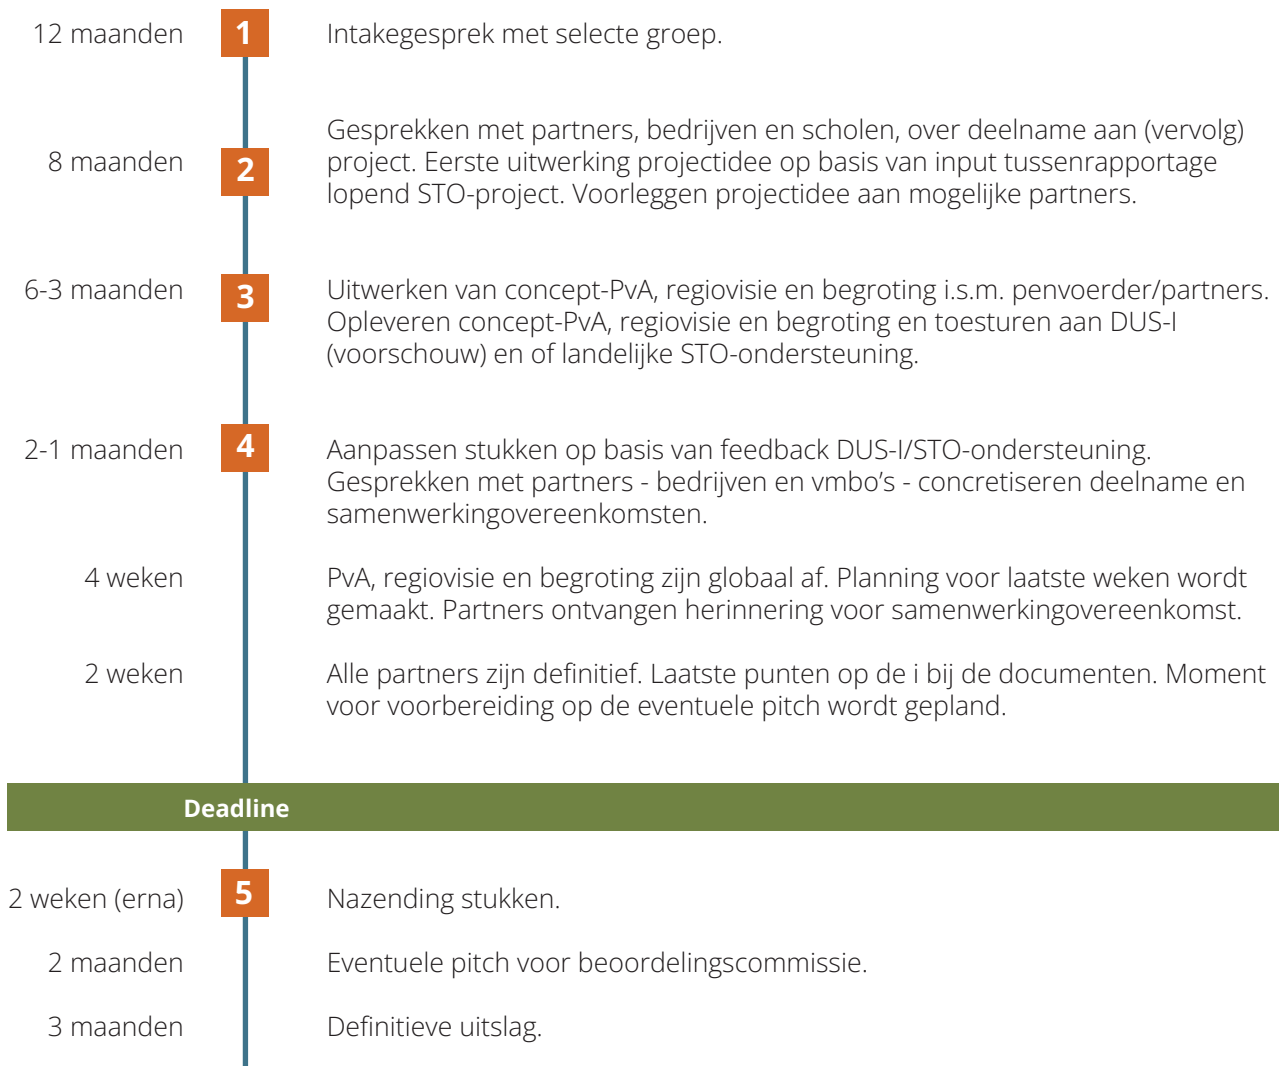 12 maanden 1 Intakegesprek met selecte groep.
Gesprekken met partners, bedrijven en scholen, over deelname aan (vervolg)
8 maanden 2 project. Eerste uitwerking projectidee op basis van input tussenrapportage
lopend STO-project. Voorleggen projectidee aan mogelijke partners.
6-3 maanden 3 Uitwerken van concept-PvA, regiovisie en begroting i.s.m. penvoerder/partners.
Opleveren concept-PvA, regiovisie en begroting en toesturen aan DUS-I
(voorschouw) en of landelijke STO-ondersteuning.
2-1 maanden 4 Aanpassen stukken op basis van feedback DUS-I/STO-ondersteuning.
Gesprekken met partners - bedrijven en vmbo’s - concretiseren deelname en
samenwerkingovereenkomsten.
4 weken PvA, regiovisie en begroting zijn globaal af. Planning voor laatste weken wordt
gemaakt. Partners ontvangen herinnering voor samenwerkingovereenkomst.
2 weken Alle partners zijn definitief. Laatste punten op de i bij de documenten. Moment
voor voorbereiding op de eventuele pitch wordt gepland.
Deadline
2 weken (erna) 5 Nazending stukken.
2 maanden Eventuele pitch voor beoordelingscommissie.
3 maanden Definitieve uitslag.